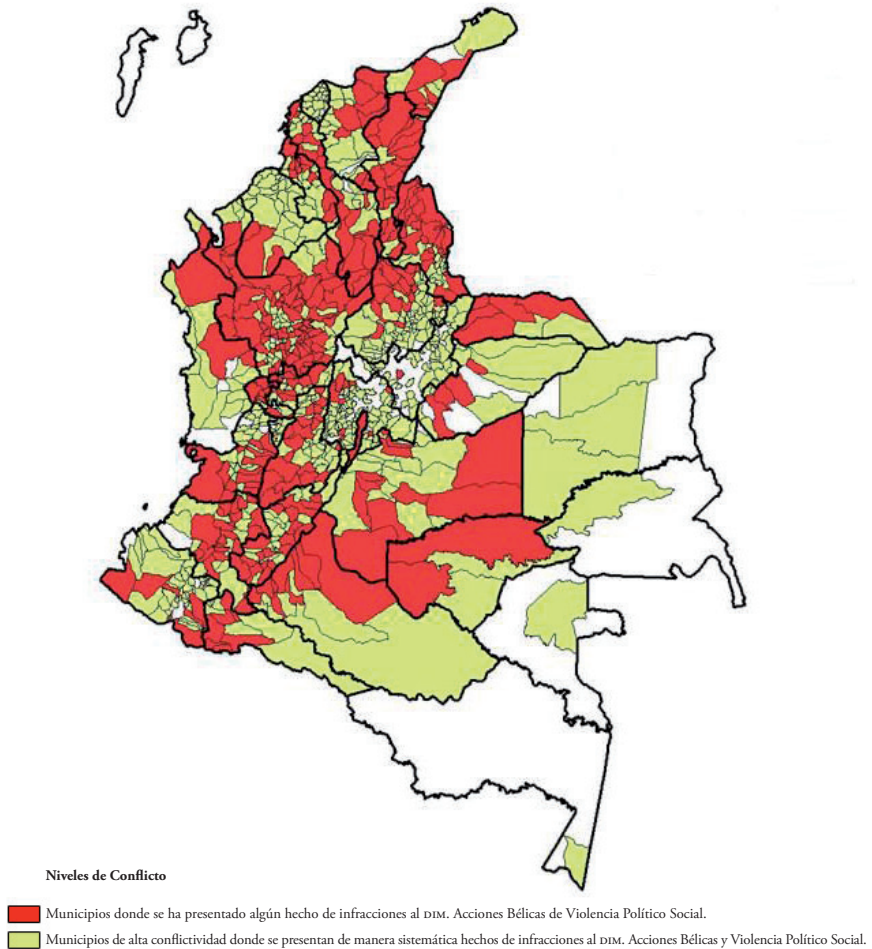 Niveles de Conflicto
Municipios donde se ha presentado algún hecho de infracciones al DIM. Acciones Bélicas de Violencia Político Social.
Municipios de alta conflictividad donde se presentan de manera sistemática hechos de infracciones al DIM. Acciones Bélicas y Violencia Político Social.